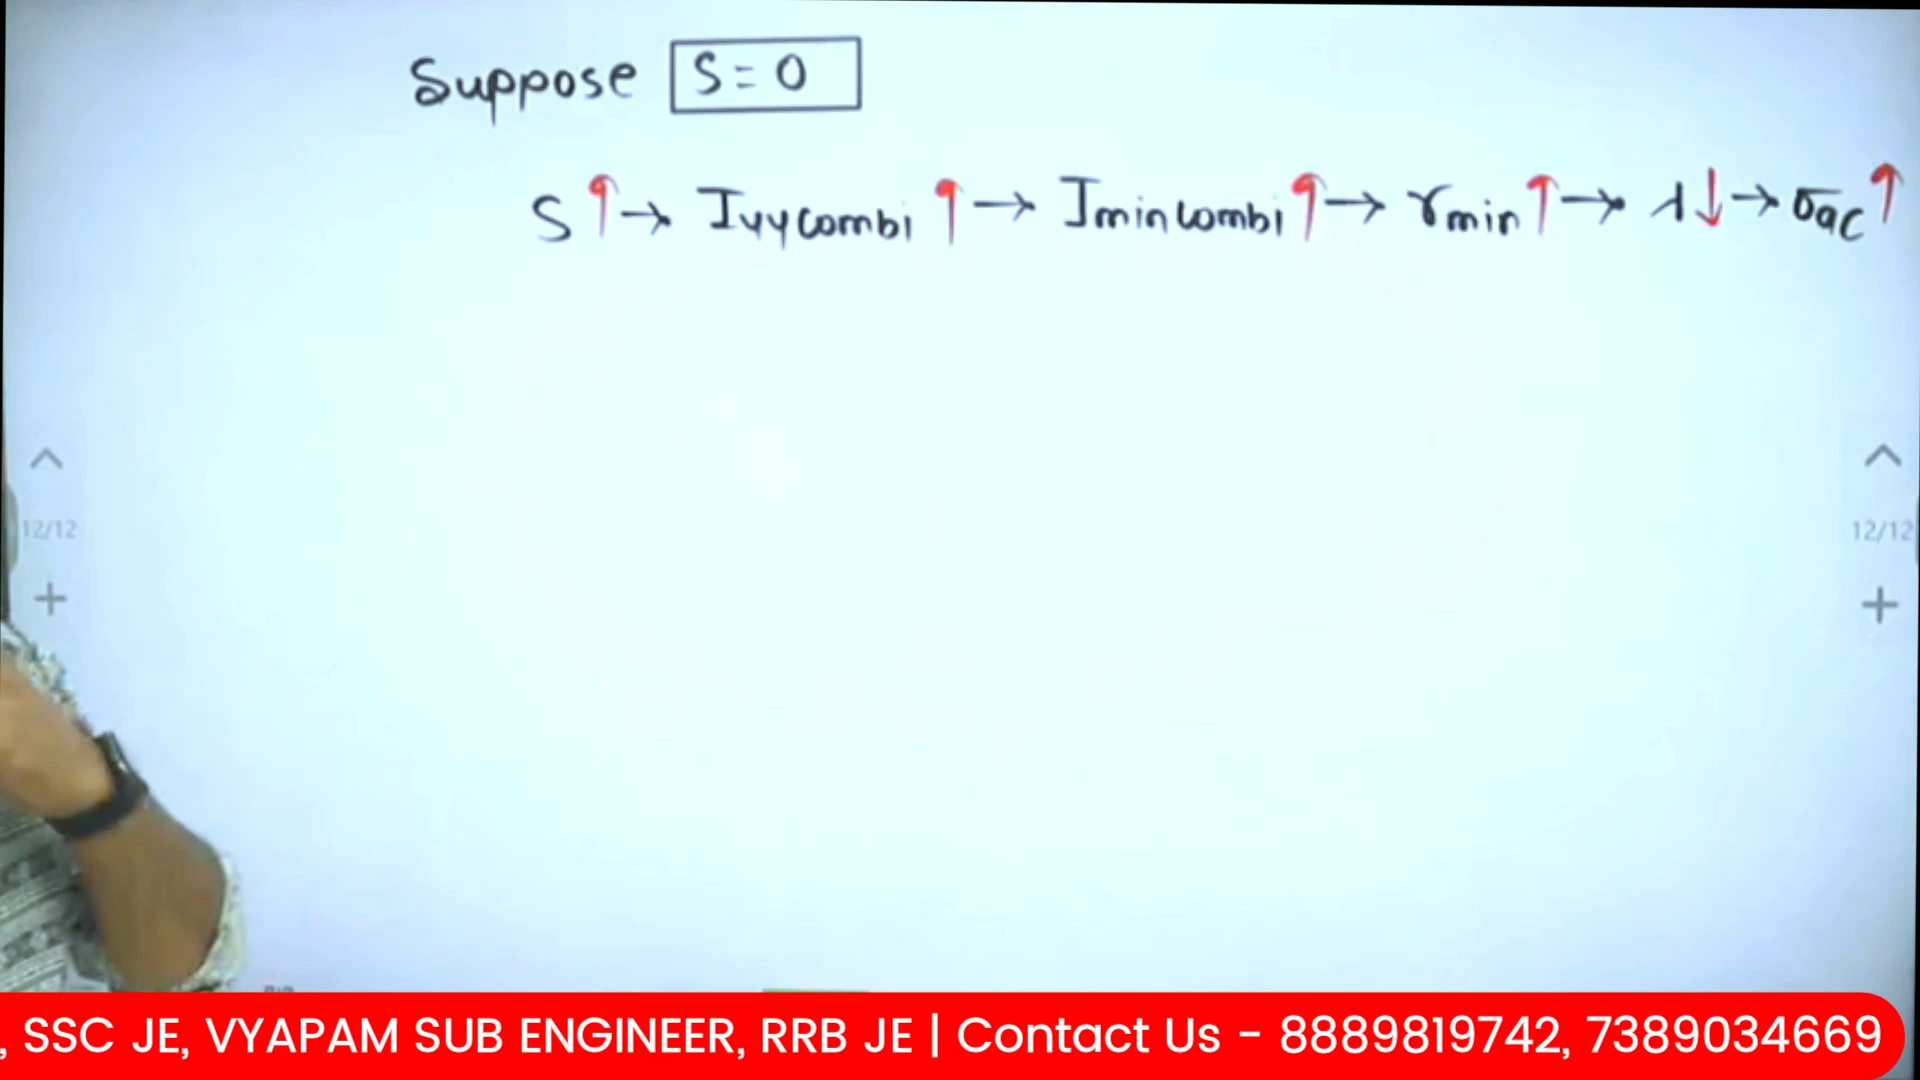 Suppose S = 0
S ↑ → Iyy combi ↑ → Imin combi ↑ → rmin ↑ → λ ↓ → σac ↑
12/12
12/12
, SSC JE, VYAPAM SUB ENGINEER, RRB JE | Contact Us - 8889819742, 7389034669